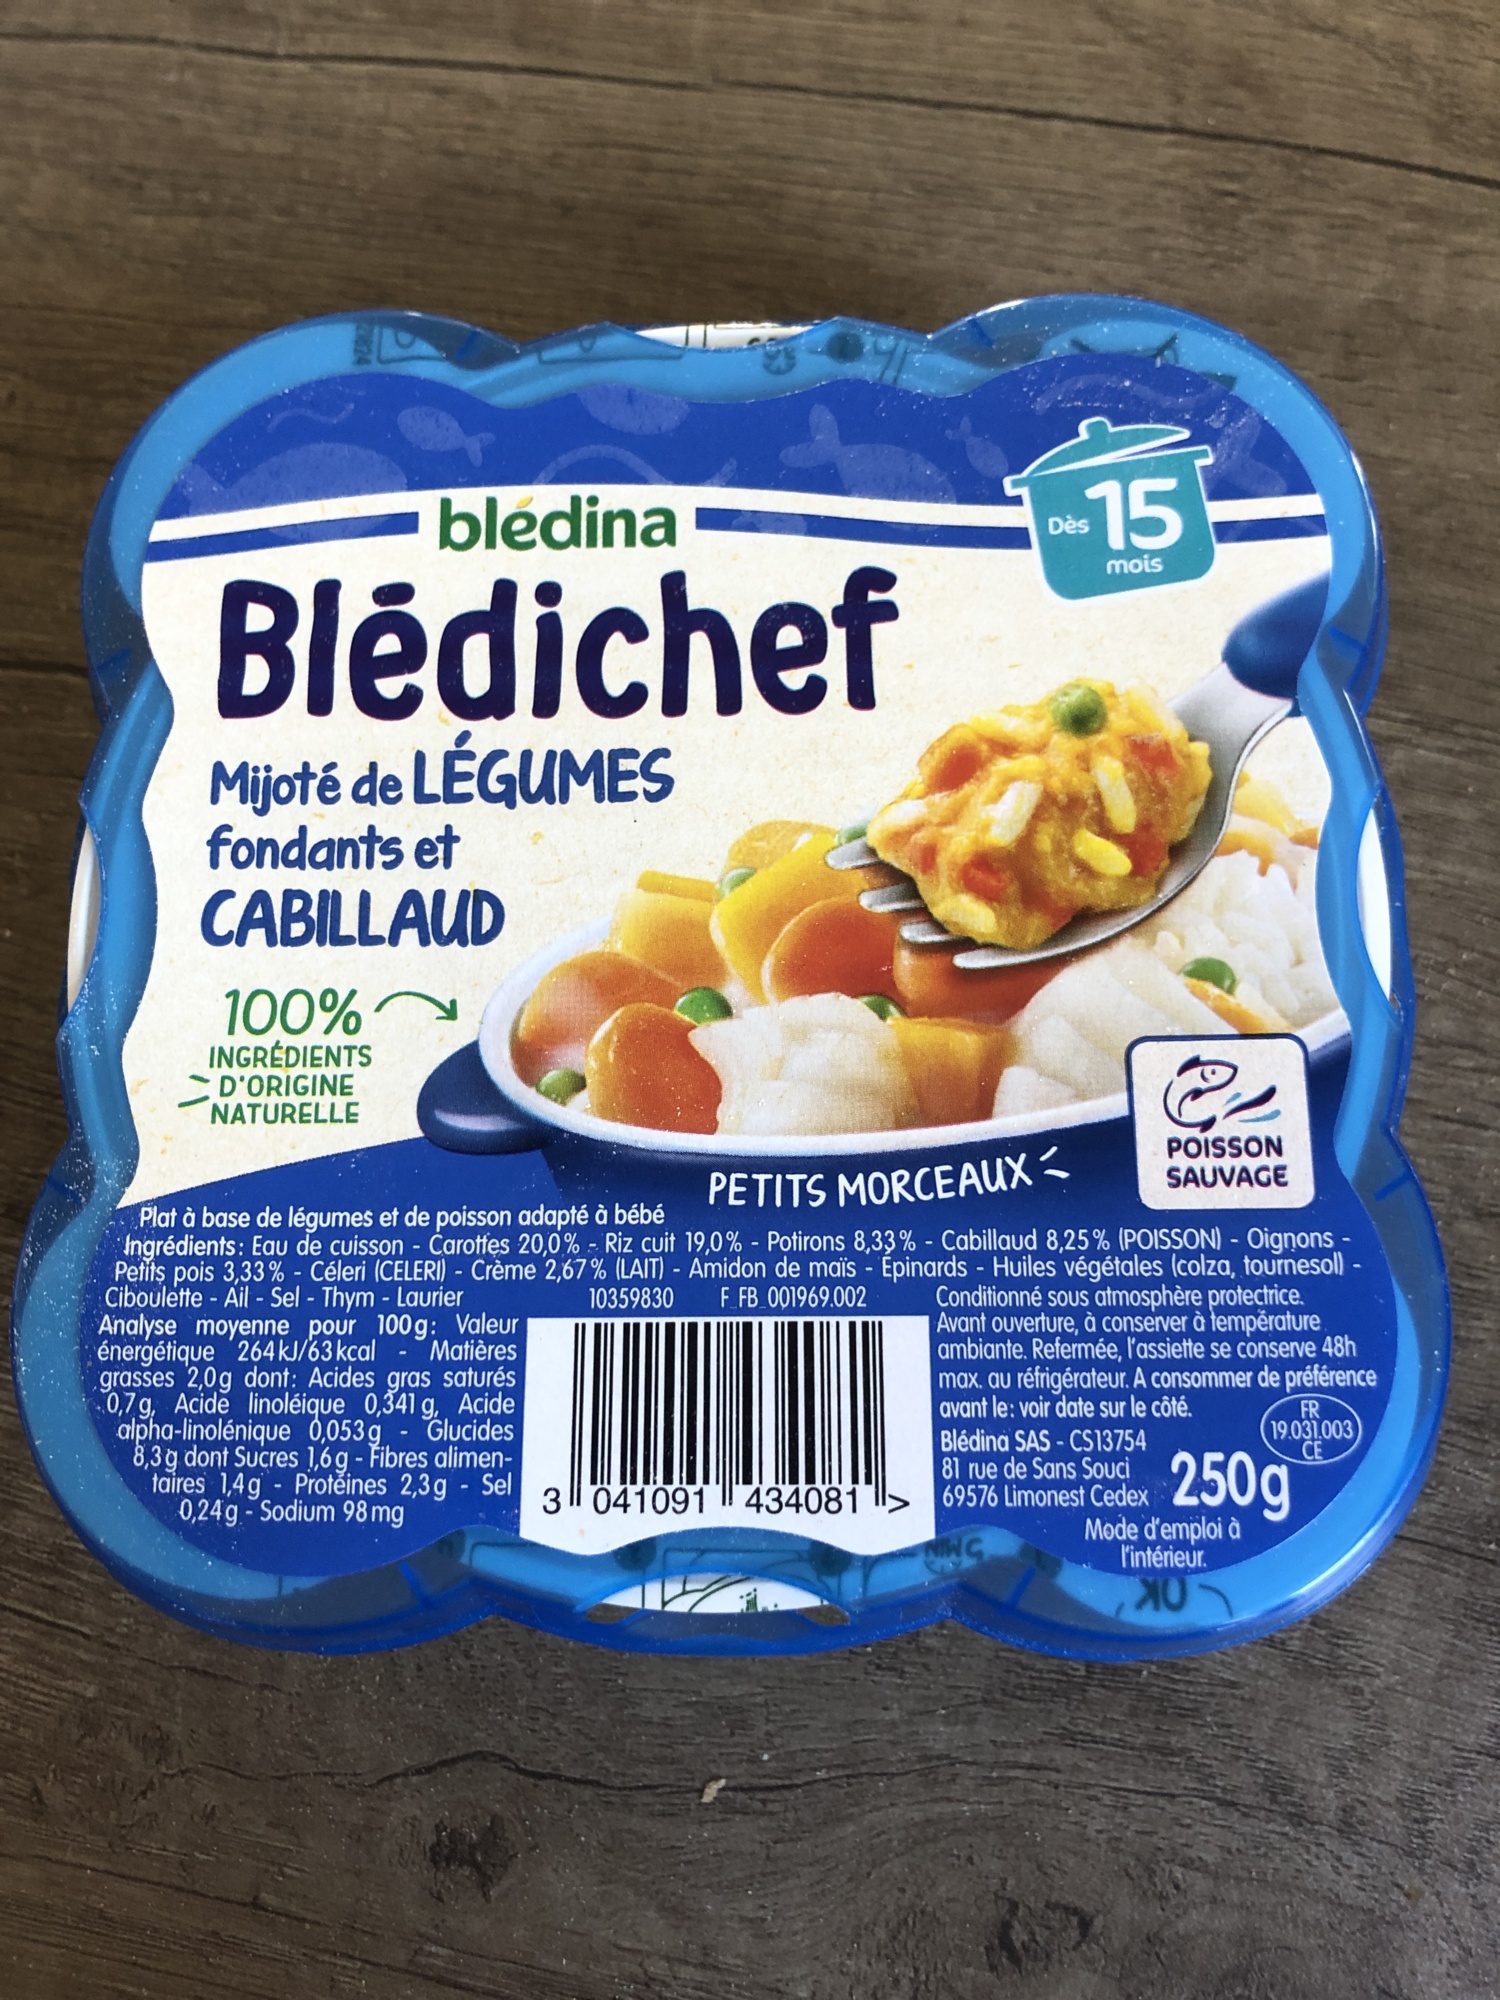 blédina
Dès 15
mois
Blédichef
Mijoté de LÉGUMES
fondants et
CABILLAUD
100%
INGRÉDIENTS
D'ORIGINE
NATURELLE
POISSON
SAUVAGE
PETITS MORCEAUX
Plat à base de légumes et de poisson adapté à bébé
Ingrédients: Eau de cuisson - Carottes 20,0% - Riz cuit 19,0% - Potirons 8,33% - Cabillaud 8,25% (POISSON) - Oignons -
Petits pois 3,33% - Céleri (CELERI) - Crème 2,67% (LAIT) - Amidon de maïs - Épinards - Huiles végétales (colza, tournesol) -
Ciboulette - Ail - Sel - Thym - Laurier
10359830 F_FB_001969.002
Analyse moyenne pour 100g: Valeur
énergétique 264kJ/63kcal - Matières
grasses 2,0g dont: Acides gras saturés
0,7g, Acide linoléique 0,341g, Acide
alpha-linolénique 0,053g - Glucides
8,3g dont Sucres 1,6g - Fibres alimen-
taires 1,4g - Protéines 2,3g - Sel
0,24g - Sodium 98mg
3 041091 434081 >
Conditionné sous atmosphère protectrice.
Avant ouverture, à conserver à température
ambiante. Refermée, l'assiette se conserve 48h
max. au réfrigérateur. A consommer de préférence
avant le: voir date sur le côté.
Blédina SAS - CS13754
81 rue de Sans Souci
69576 Limonest Cedex
FR
19.031.003
CE
250g
Mode d'emploi à
l'intérieur.